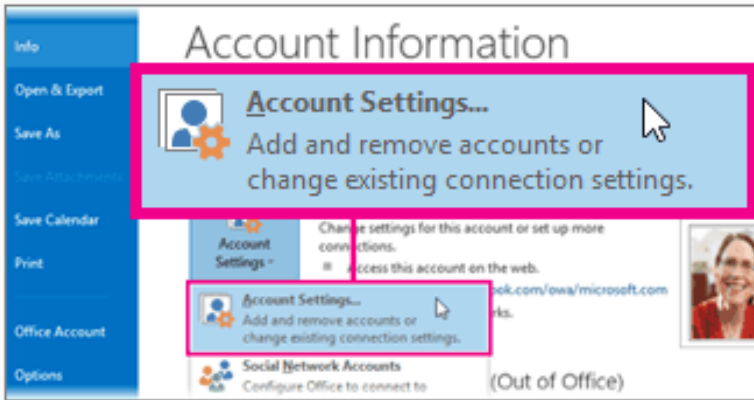 Info
Open & Export
Save As
Save Attachments
Save Calendar
Print
Office Account
Options
Account Information
Account Settings...
Add and remove accounts or
change existing connection settings.
Account
Settings
Change settings for this account or set up more
connections.
Access this account on the web.
ook.com/owa/microsoft.com
rks.
Account Settings...
Add and remove accounts or
change existing connection settings.
Social Network Accounts
Configure Office to connect to
(Out of Office)